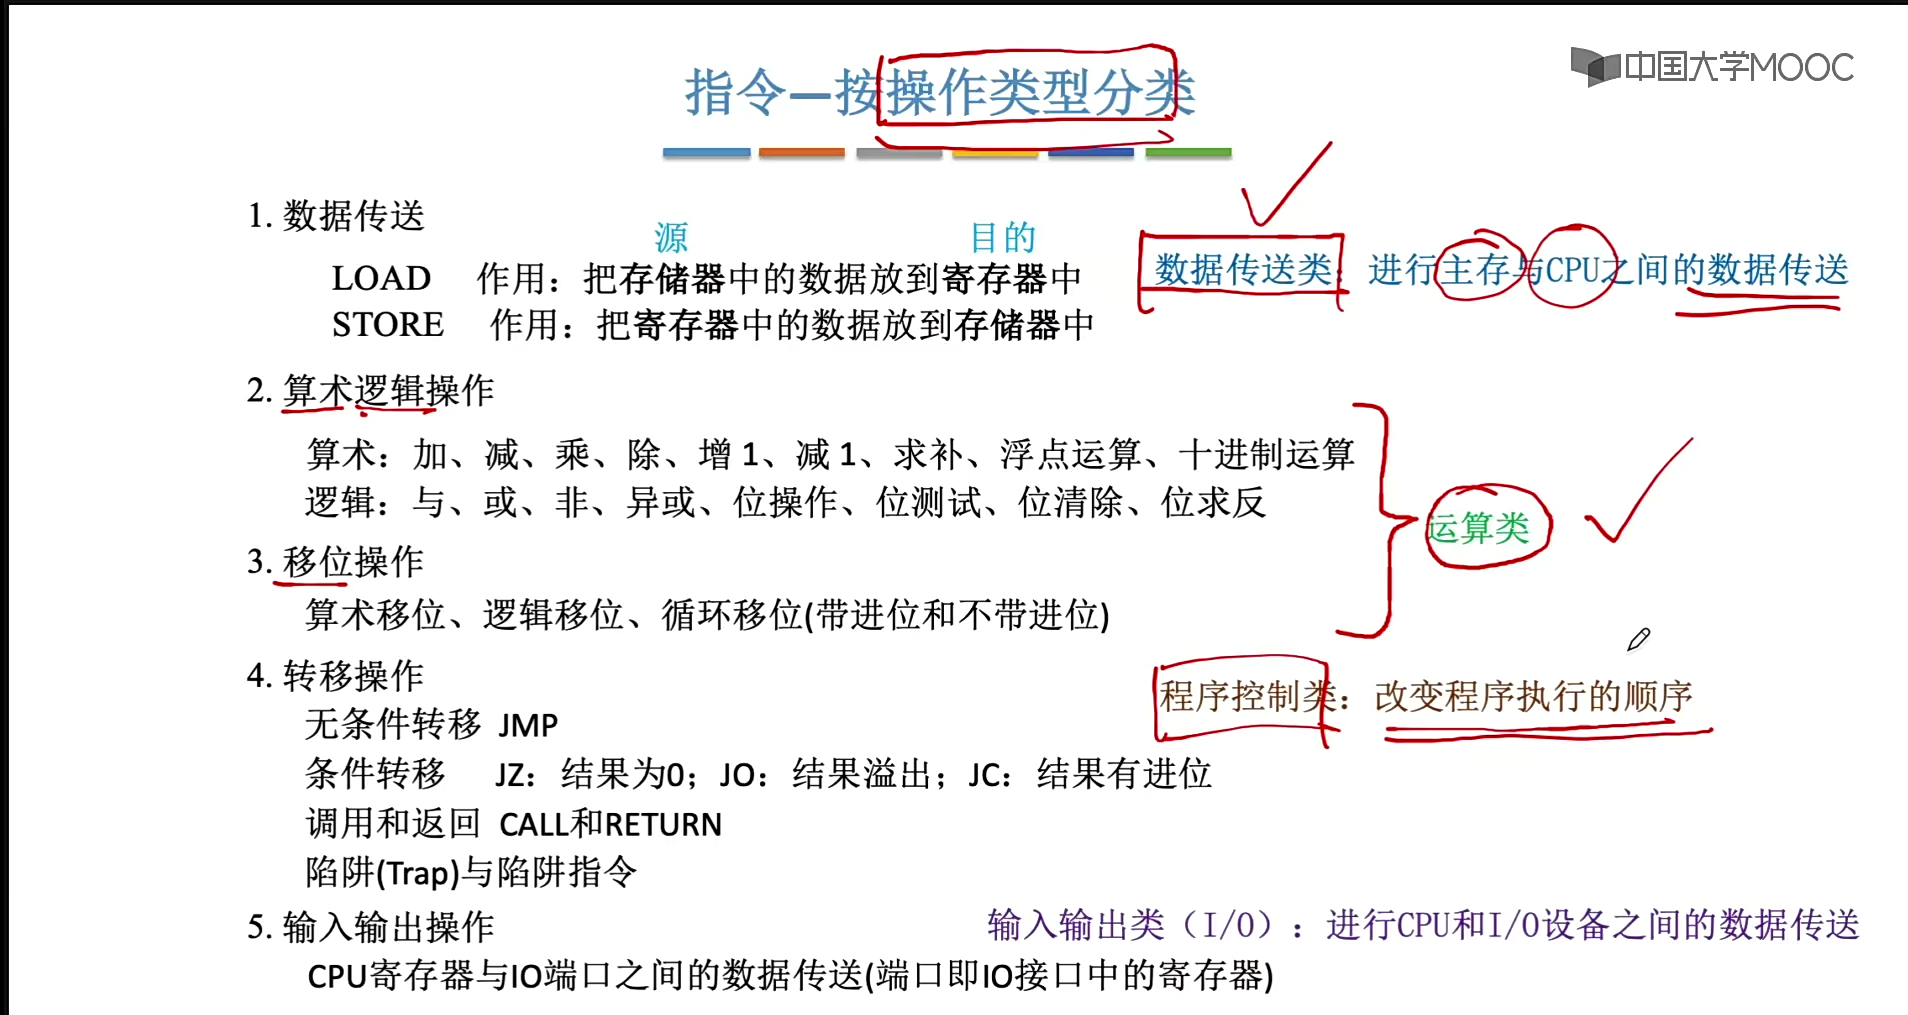 中国大学MOOC
指令—按操作类型分类
1. 数据传送
源 目的
LOAD 作用：把存储器中的数据放到寄存器中
数据传送类：进行主存与CPU之间的数据传送
STORE 作用：把寄存器中的数据放到存储器中
2. 算术逻辑操作
算术：加、减、乘、除、增 1、减 1、求补、浮点运算、十进制运算
逻辑：与、或、非、异或、位操作、位测试、位清除、位求反
运算类
3. 移位操作
算术移位、逻辑移位、循环移位(带进位和不带进位)
4. 转移操作
程序控制类：改变程序执行的顺序
无条件转移 JMP
条件转移 JZ：结果为0；JO：结果溢出；JC：结果有进位
调用和返回 CALL和RETURN
陷阱(Trap)与陷阱指令
5. 输入输出操作
输入输出类（I/O）：进行CPU和I/O设备之间的数据传送
CPU寄存器与IO端口之间的数据传送(端口即IO接口中的寄存器)